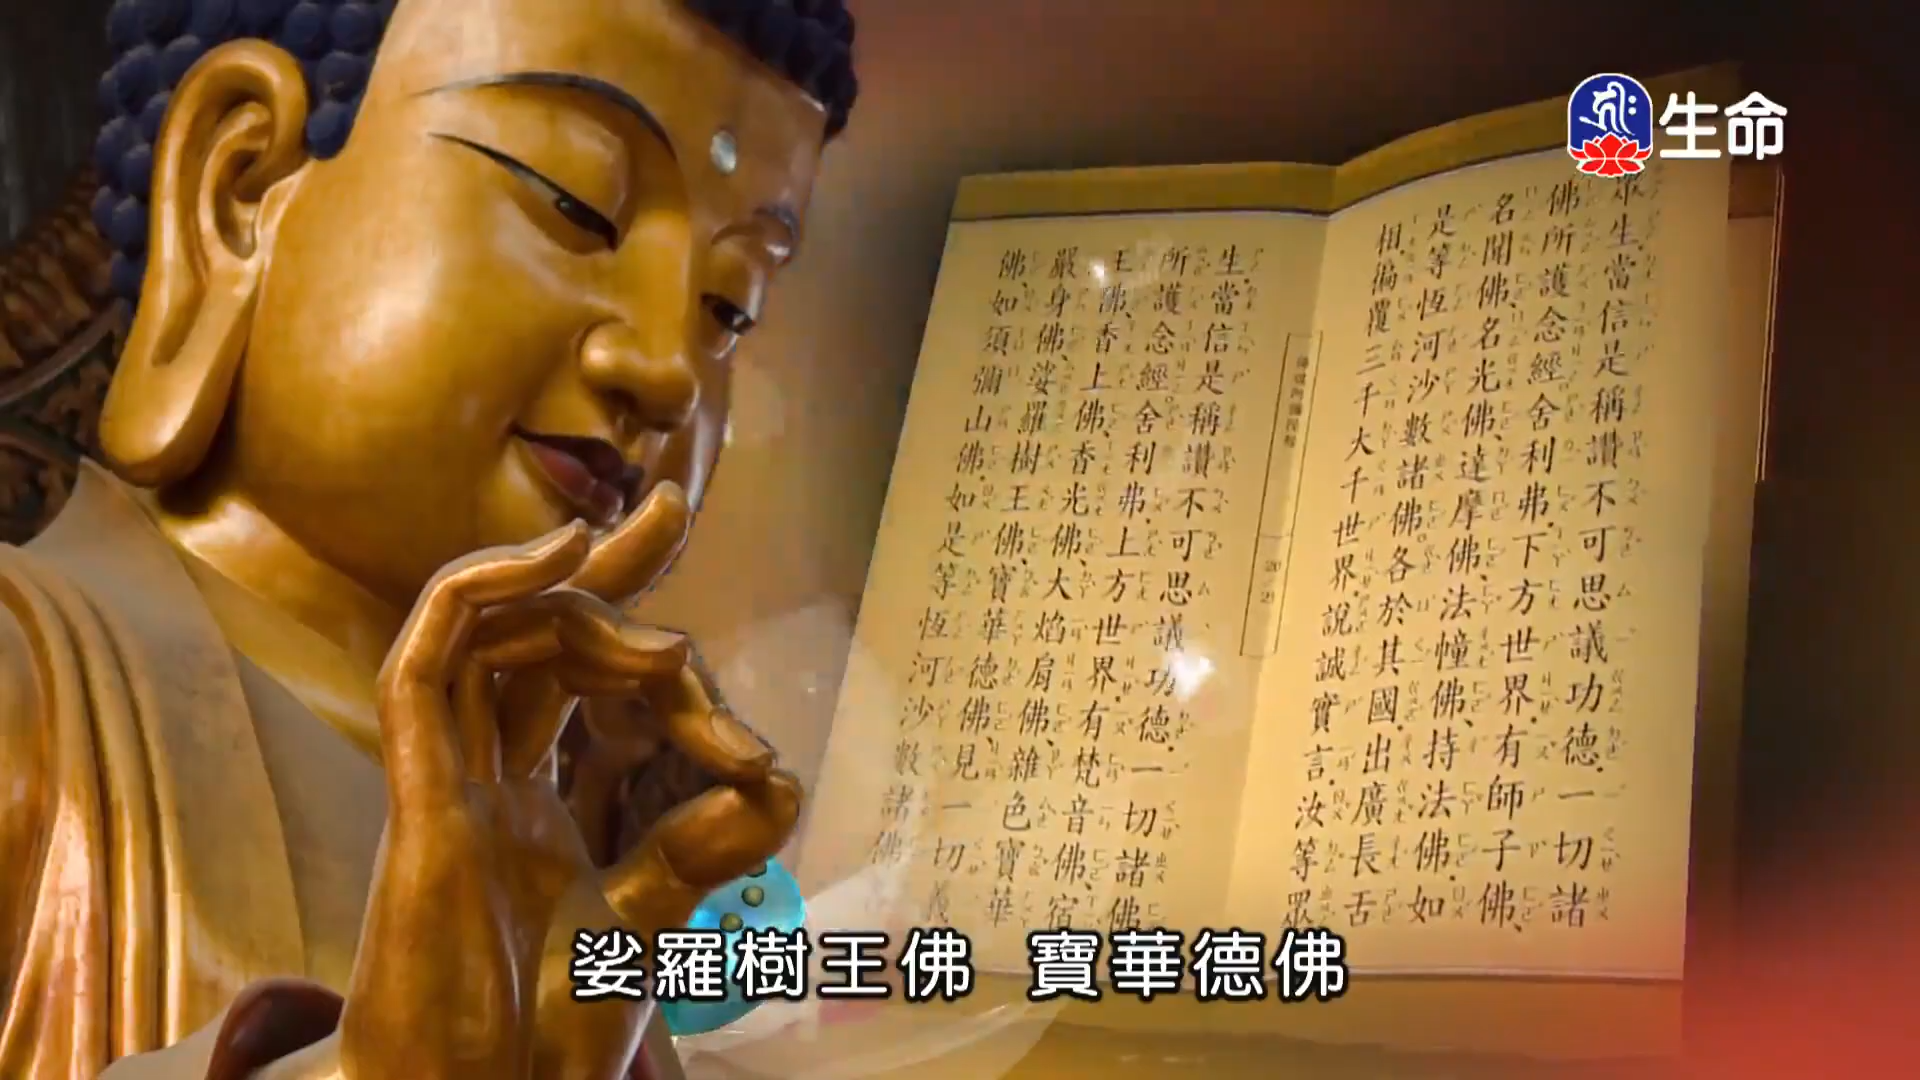 生命
眾生當信是稱讚不可思議功德一切諸
佛所護念經舍利弗下方世界有師子佛、
名聞佛、名光佛、達摩佛、法幢佛、持法佛如
是等恆河沙數諸佛各於其國出廣長舌
相徧覆三千大千世界說誠實言汝等眾
生當信是稱讚不可思議功德一切諸佛
所護念經舍利弗上方世界有梵音佛、宿
王佛、香上佛、香光佛、大焰肩佛、雜色寶華
嚴身佛、娑羅樹王佛、寶華德佛、見一切義
佛、如須彌山佛如是等恆河沙數諸佛
娑羅樹王佛 寶華德佛